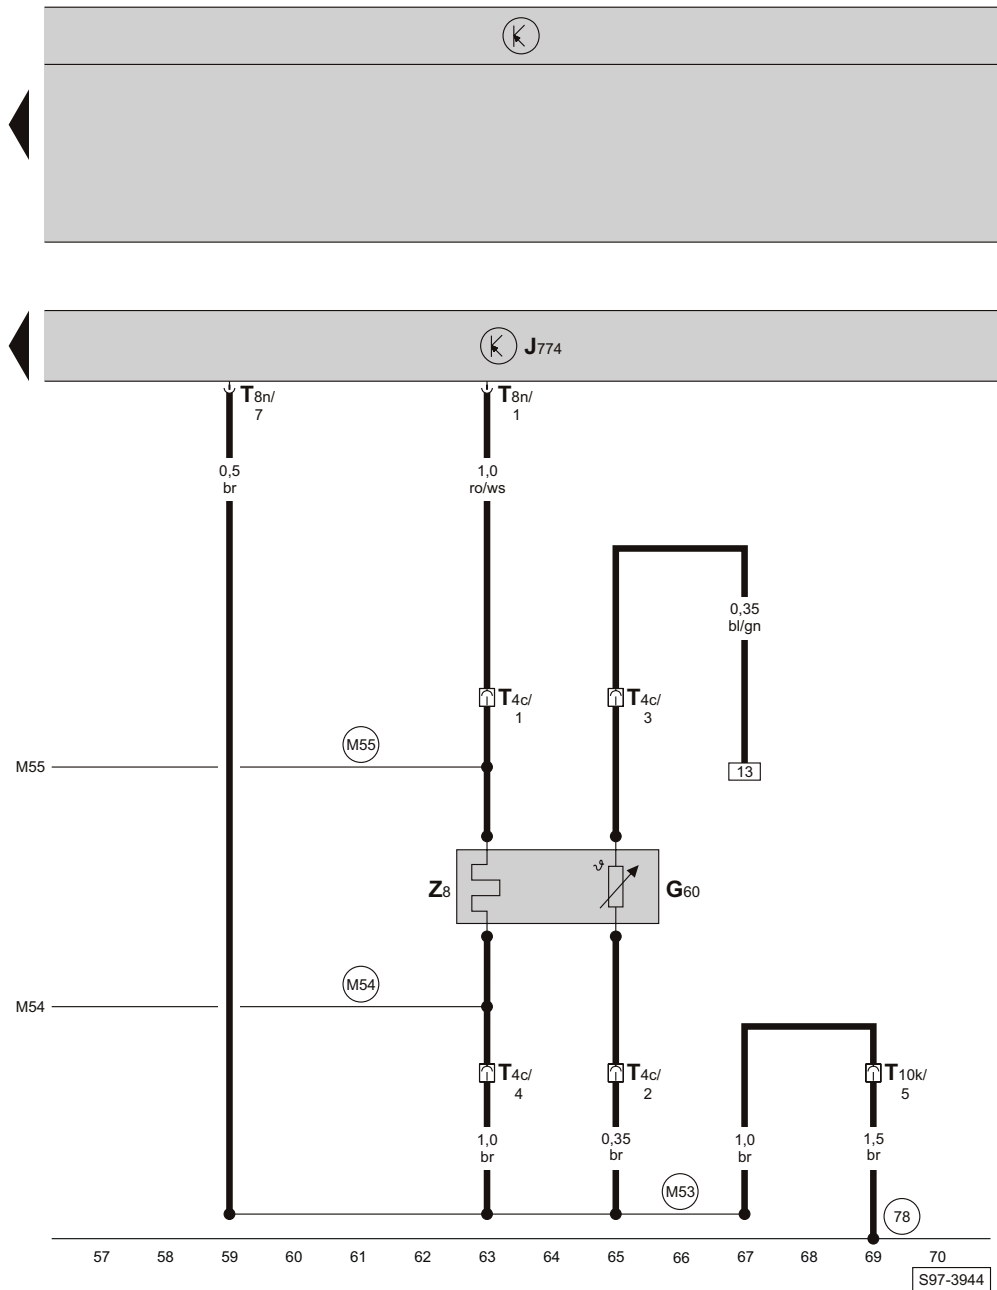 J774
T8n/
7
T8n/
1
0,5
br
1,0
ro/ws
0,35
bl/gn
T4c/
1
T4c/
3
M55
M55
13
Z8
G60
M54
M54
T4c/
4
T4c/
2
T10k/
5
1,0
br
0,35
br
1,0
br
1,5
br
M53
78
57 58 59 60 61 62 63 64 65 66 67 68 69 70
S97-3944